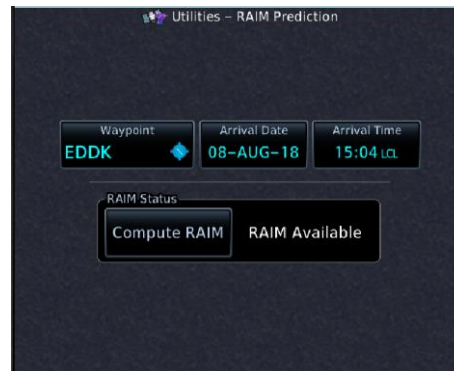 Utilities – RAIM Prediction
Waypoint Arrival Date Arrival Time
EDDK 08–AUG–18 15:04 LCL
RAIM Status
Compute RAIM RAIM Available